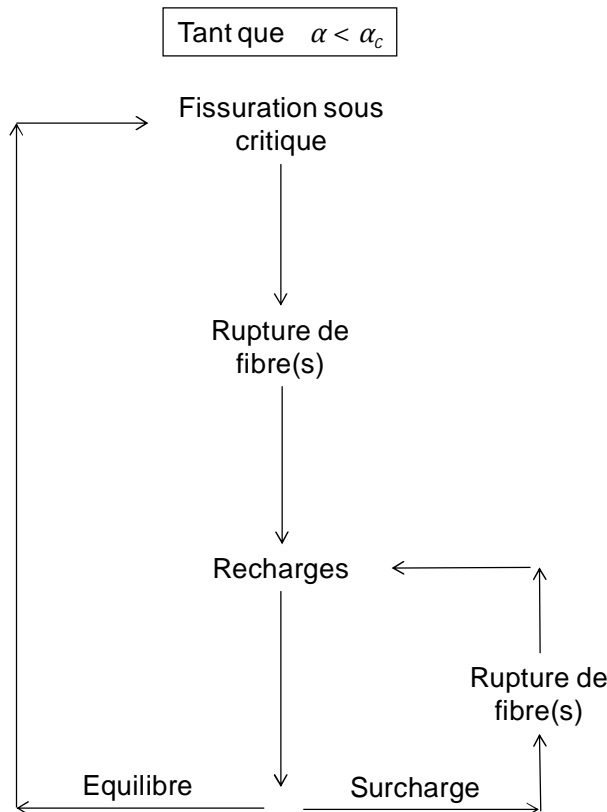 Tant que α < α_c
Fissuration sous
critique
Rupture de
fibre(s)
Recharges
Rupture de
fibre(s)
Equilibre
Surcharge